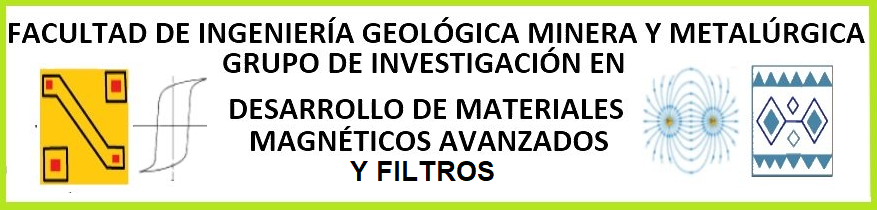 FACULTAD DE INGENIERÍA GEOLÓGICA MINERA Y METALÚRGICA
GRUPO DE INVESTIGACIÓN EN
DESARROLLO DE MATERIALES
MAGNÉTICOS AVANZADOS
Y FILTROS